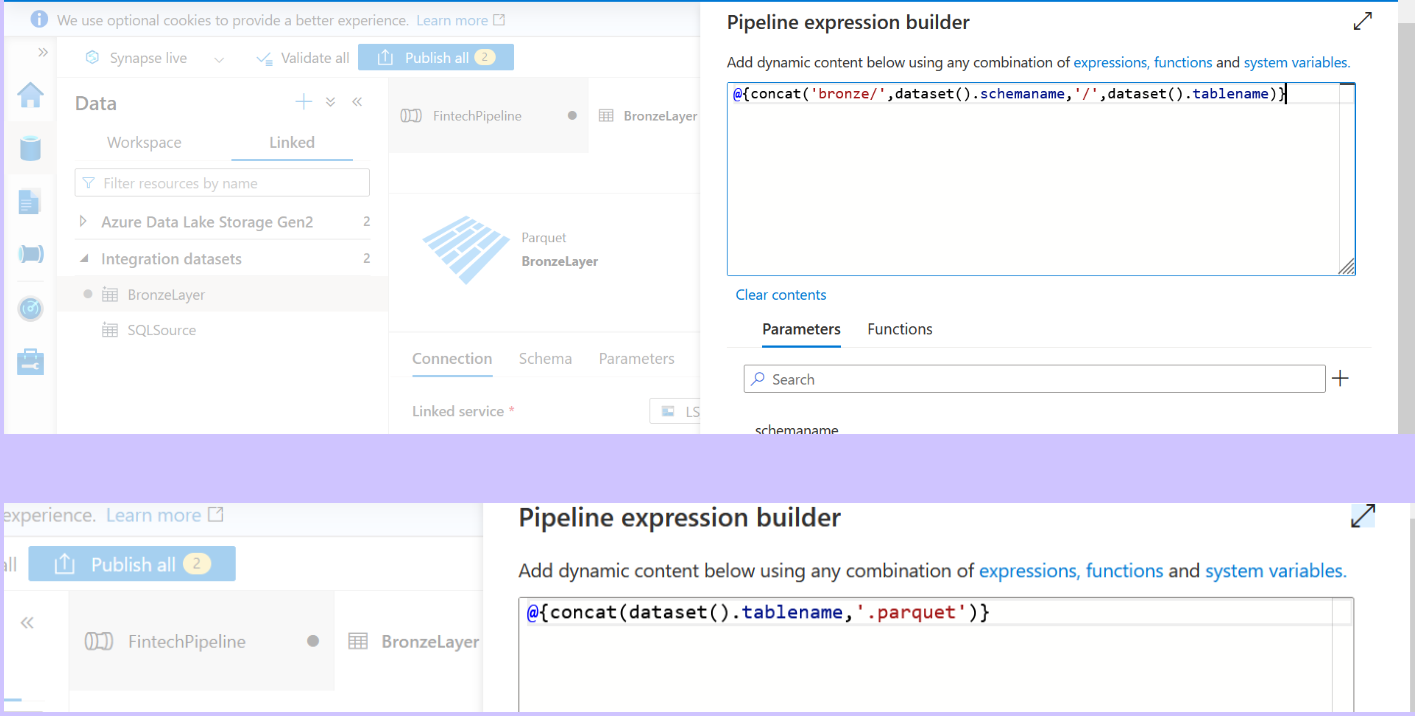 We use optional cookies to provide a better experience. Learn more
Pipeline expression builder
Synapse live
Validate all
Publish all 2
Add dynamic content below using any combination of expressions, functions and system variables.
@{concat('bronze/',dataset().schemaname,'/',dataset().tablename)}
Data
FintechPipeline
BronzeLayer
Workspace
Linked
Filter resources by name
Azure Data Lake Storage Gen2 2
Integration datasets 2
BronzeLayer
SQLSource
Parquet
BronzeLayer
Connection
Schema
Parameters
Linked service *
LS
Clear contents
Parameters
Functions
Search
schemaname
experience. Learn more
Pipeline expression builder
all
Publish all 2
Add dynamic content below using any combination of expressions, functions and system variables.
@{concat(dataset().tablename,'.parquet')}
FintechPipeline
BronzeLayer